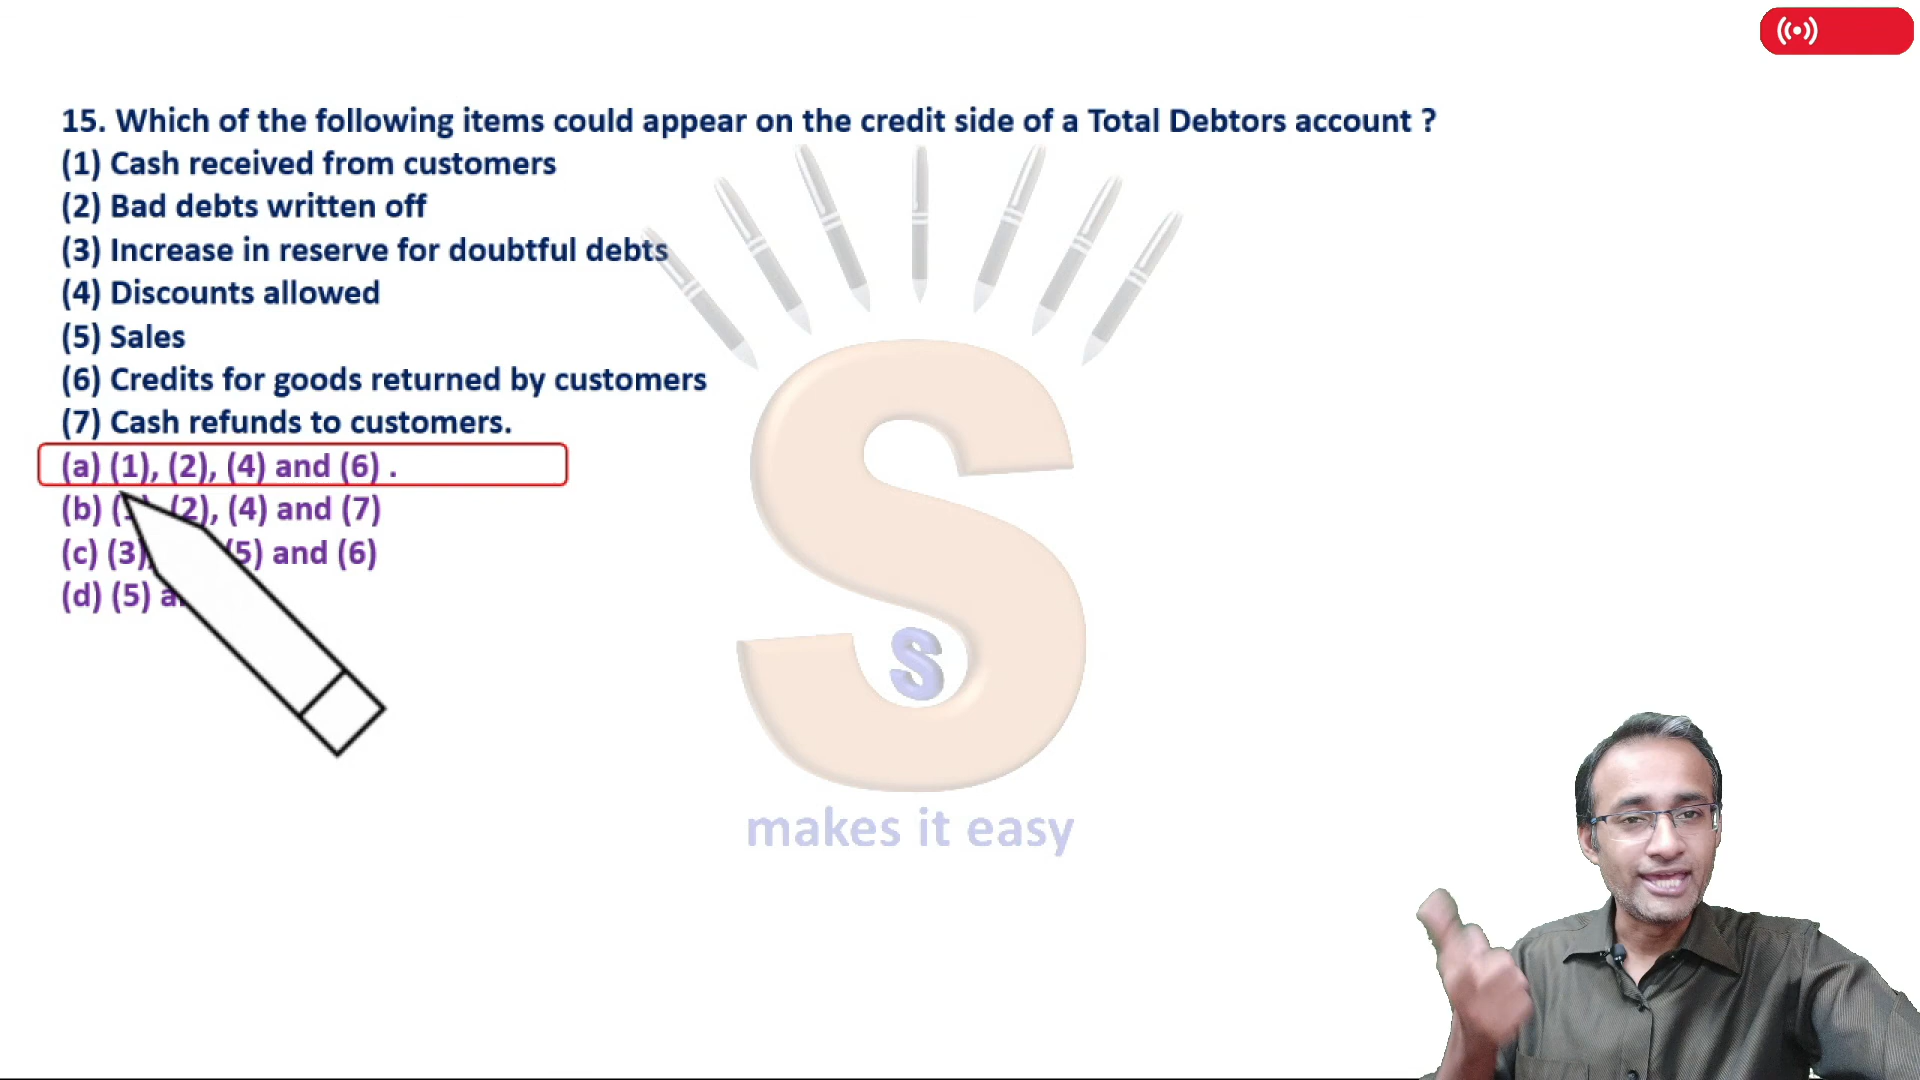 15. Which of the following items could appear on the credit side of a Total Debtors account ?
(1) Cash received from customers
(2) Bad debts written off
(3) Increase in reserve for doubtful debts
(4) Discounts allowed
(5) Sales
(6) Credits for goods returned by customers
(7) Cash refunds to customers.
(a) (1), (2), (4) and (6) .
(b) (2), (4) and (7)
(c) (3) (5) and (6)
(d) (5)
S
s
makes it easy